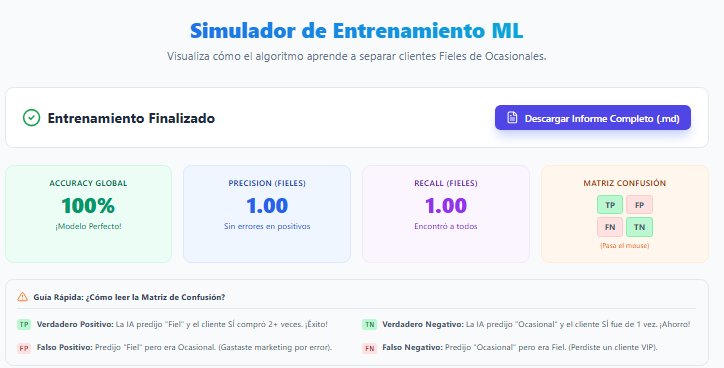 Simulador de Entrenamiento ML
Visualiza cómo el algoritmo aprende a separar clientes Fieles de Ocasionales.
Entrenamiento Finalizado
Descargar Informe Completo (.md)
ACCURACY GLOBAL
100%
¡Modelo Perfecto!
PRECISION (FIELES)
1.00
Sin errores en positivos
RECALL (FIELES)
1.00
Encontró a todos
MATRIZ CONFUSIÓN
TP FP
FN TN
(Pasa el mouse)
Guía Rápida: ¿Cómo leer la Matriz de Confusión?
TP Verdadero Positivo: La IA predijo "Fiel" y el cliente SÍ compró 2+ veces. ¡Éxito!
TN Verdadero Negativo: La IA predijo "Ocasional" y el cliente SÍ fue de 1 vez. ¡Ahorro!
FP Falso Positivo: Predijo "Fiel" pero era Ocasional. (Gastaste marketing por error).
FN Falso Negativo: Predijo "Ocasional" pero era Fiel. (Perdiste un cliente VIP).